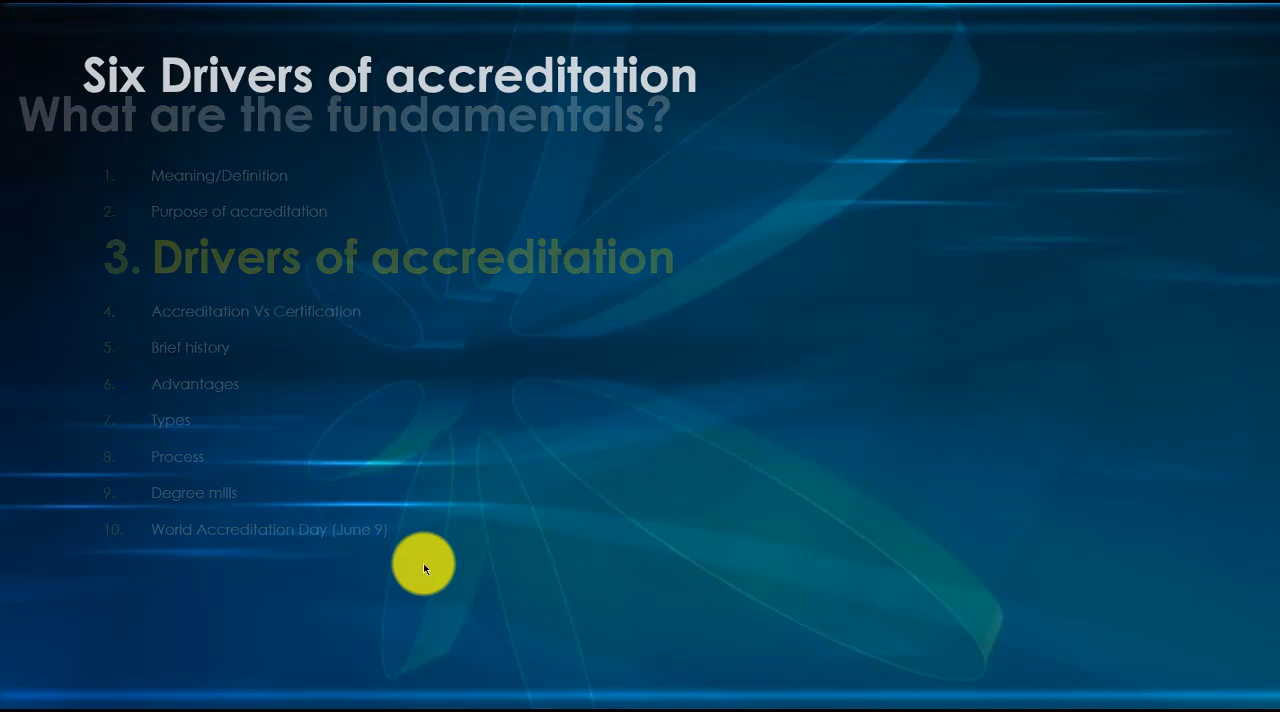 Six Drivers of accreditation
What are the fundamentals?
1. Meaning/Definition
2. Purpose of accreditation
3. Drivers of accreditation
4. Accreditation Vs Certification
5. Brief history
6. Advantages
7. Types
8. Process
9. Degree mills
10. World Accreditation Day (June 9)